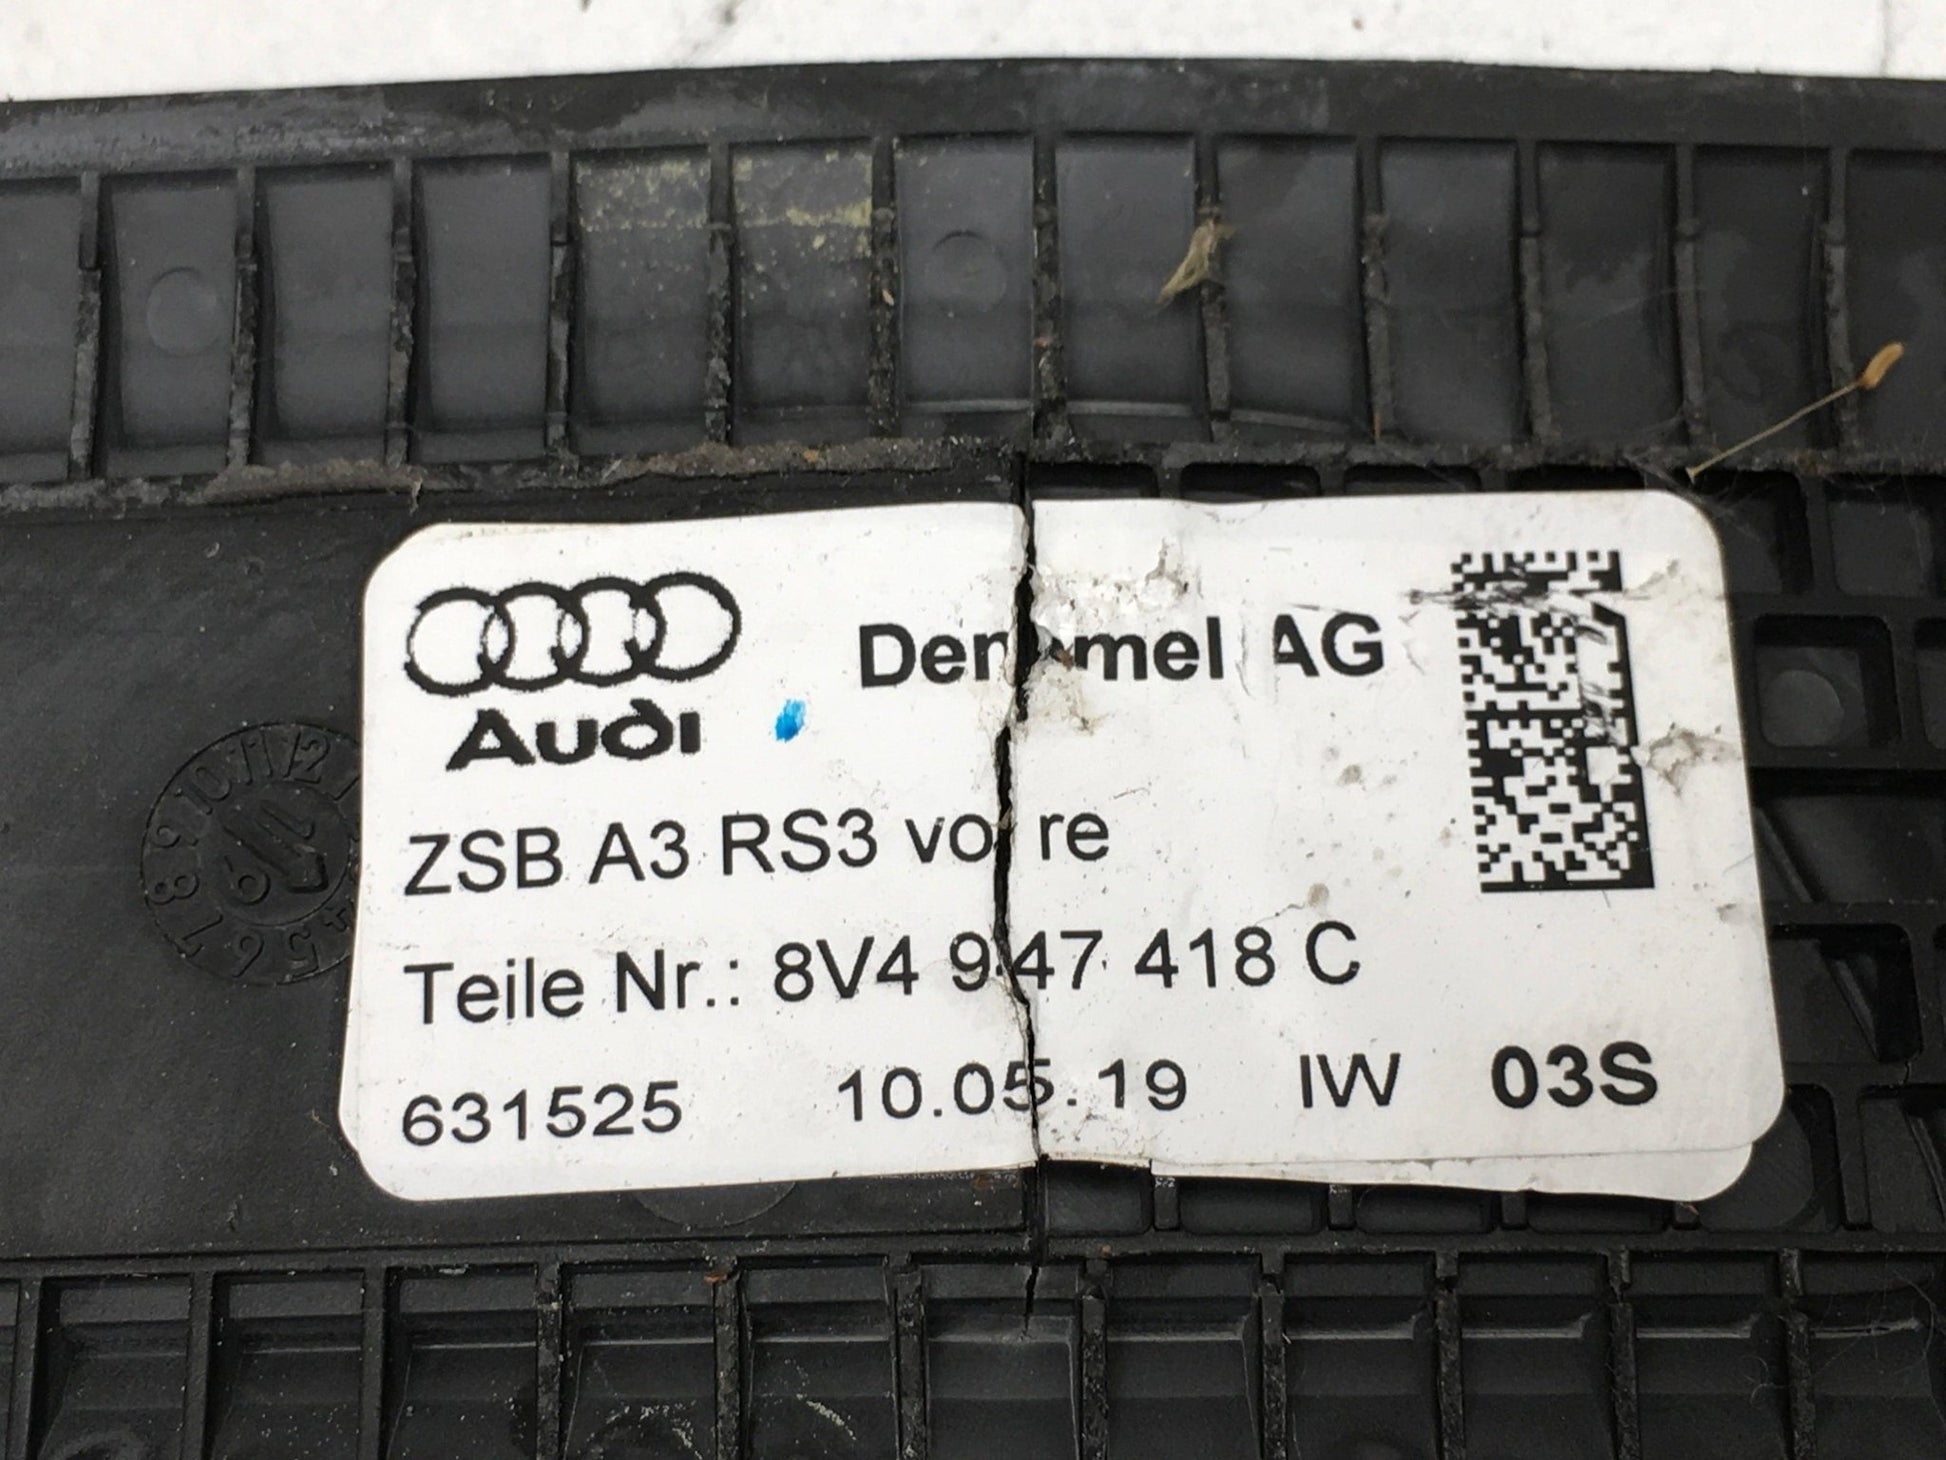 Audi
AG
ZSB A3 RS3 vo re
Teile Nr.: 8V4 947 418 C
631525 10.05.19 IW 03S